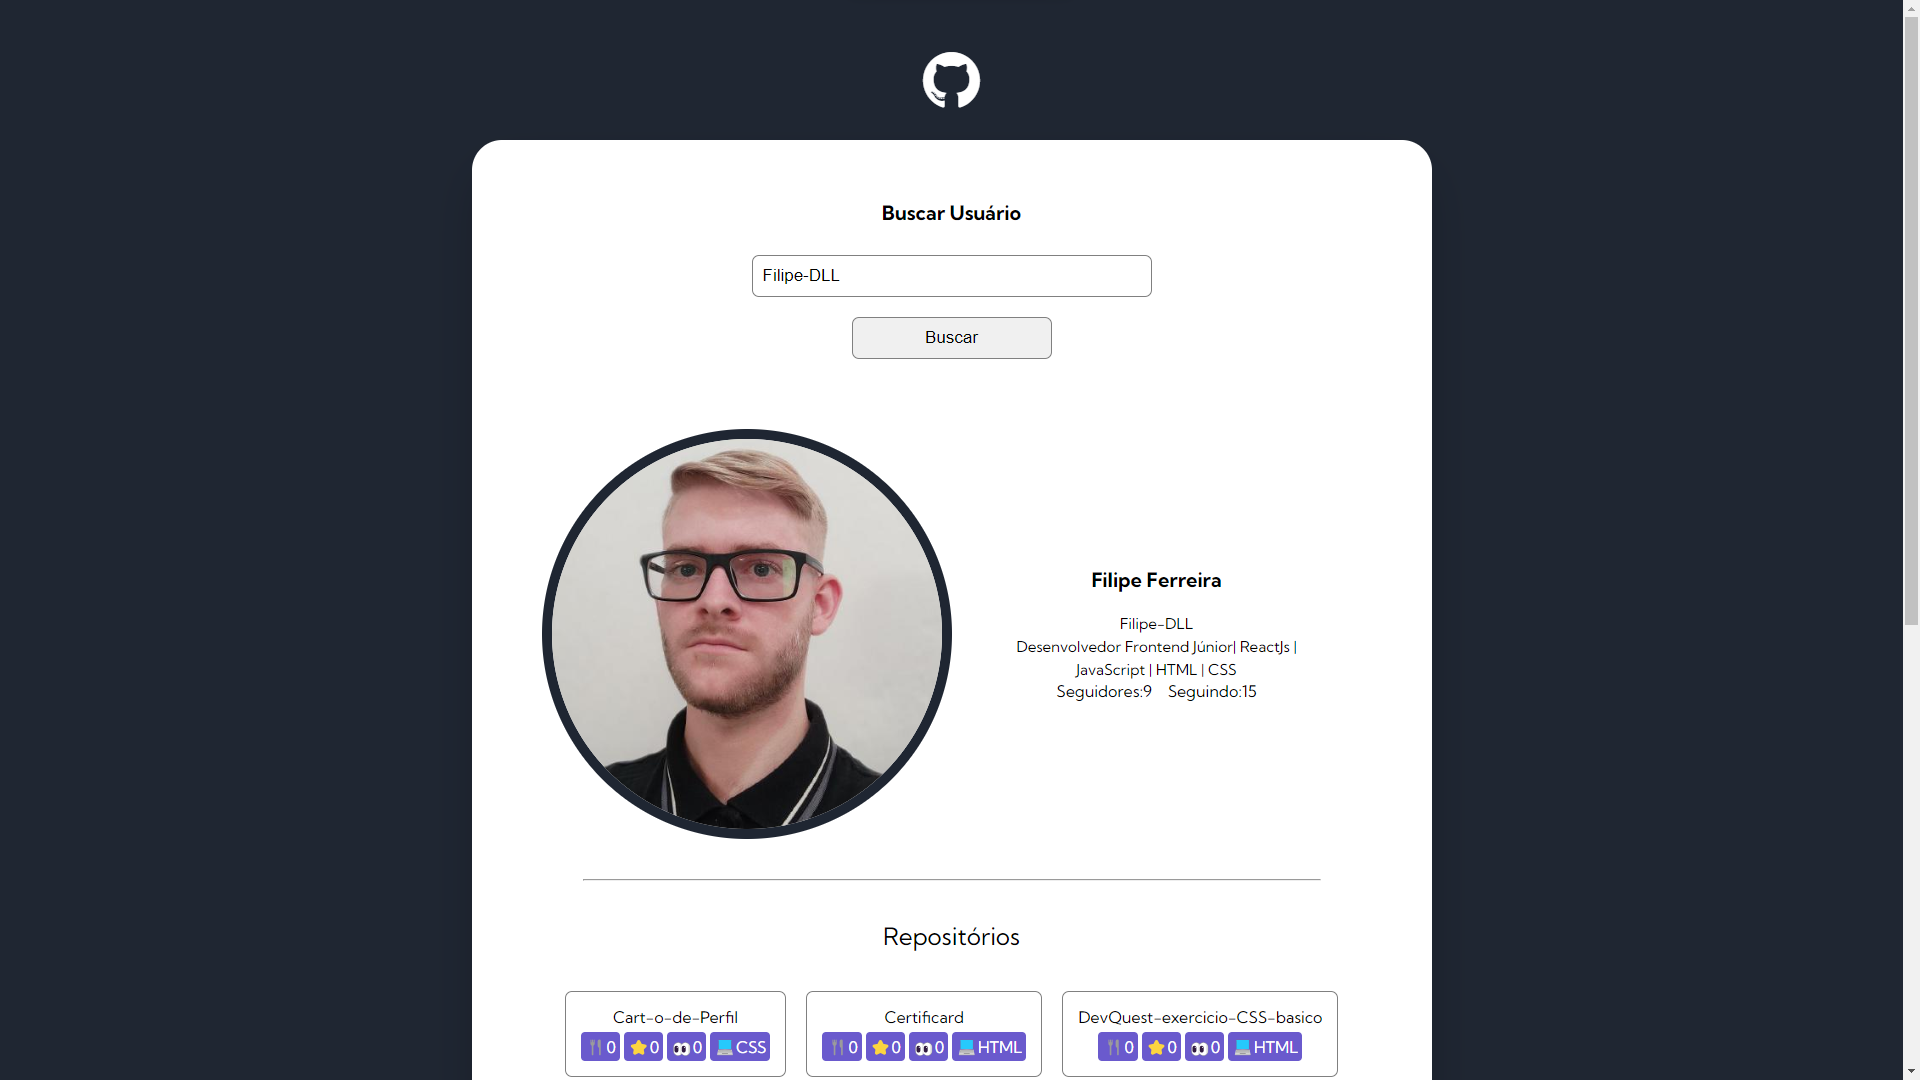 Buscar Usuário
Filipe-DLL
Buscar
Filipe Ferreira
Filipe-DLL
Desenvolvedor Frontend Júnior| ReactJs |
JavaScript | HTML | CSS
Seguidores:9 Seguindo:15
Repositórios
Cart-o-de-Perfil
🍴0 ⭐0 👀0 💻CSS
Certificard
🍴0 ⭐0 👀0 💻HTML
DevQuest-exercicio-CSS-basico
🍴0 ⭐0 👀0 💻HTML